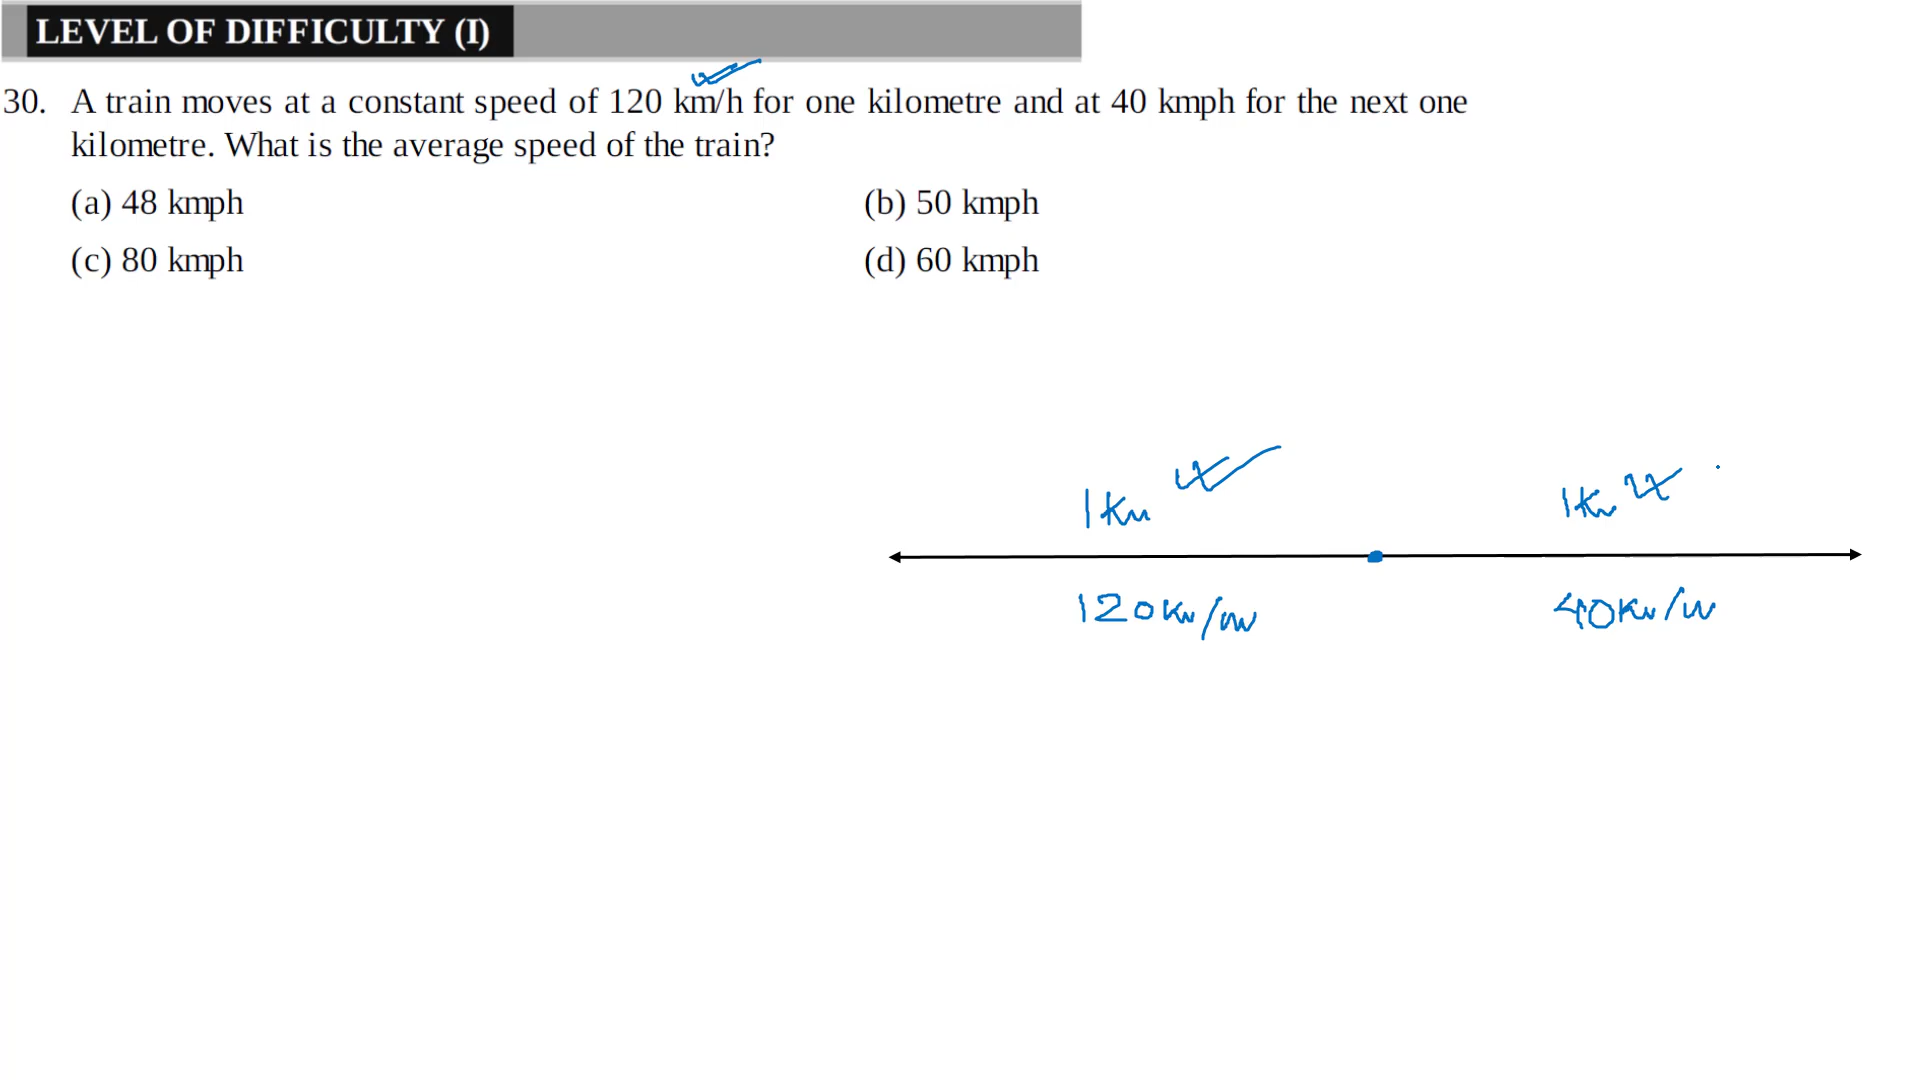 LEVEL OF DIFFICULTY (I)
30. A train moves at a constant speed of 120 km/h for one kilometre and at 40 kmph for the next one
kilometre. What is the average speed of the train?
(a) 48 kmph (b) 50 kmph
(c) 80 kmph (d) 60 kmph
1km 1km
120km/hr 40km/hr